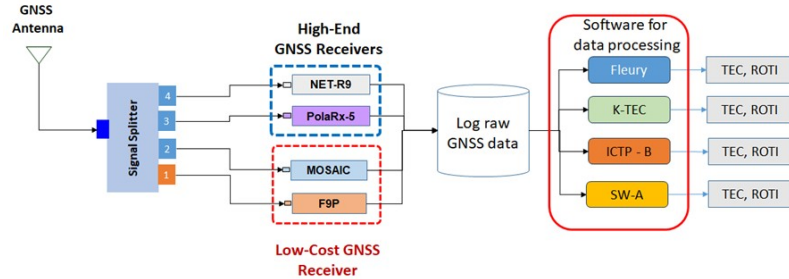 GNSS
Antenna
Signal Splitter
4
3
2
1
High-End
GNSS Receivers
NET-R9
PolaRx-5
MOSAIC
F9P
Low-Cost GNSS
Receiver
Log raw
GNSS data
Software for
data processing
Fleury
K-TEC
ICTP - B
SW-A
TEC, ROTI
TEC, ROTI
TEC, ROTI
TEC, ROTI